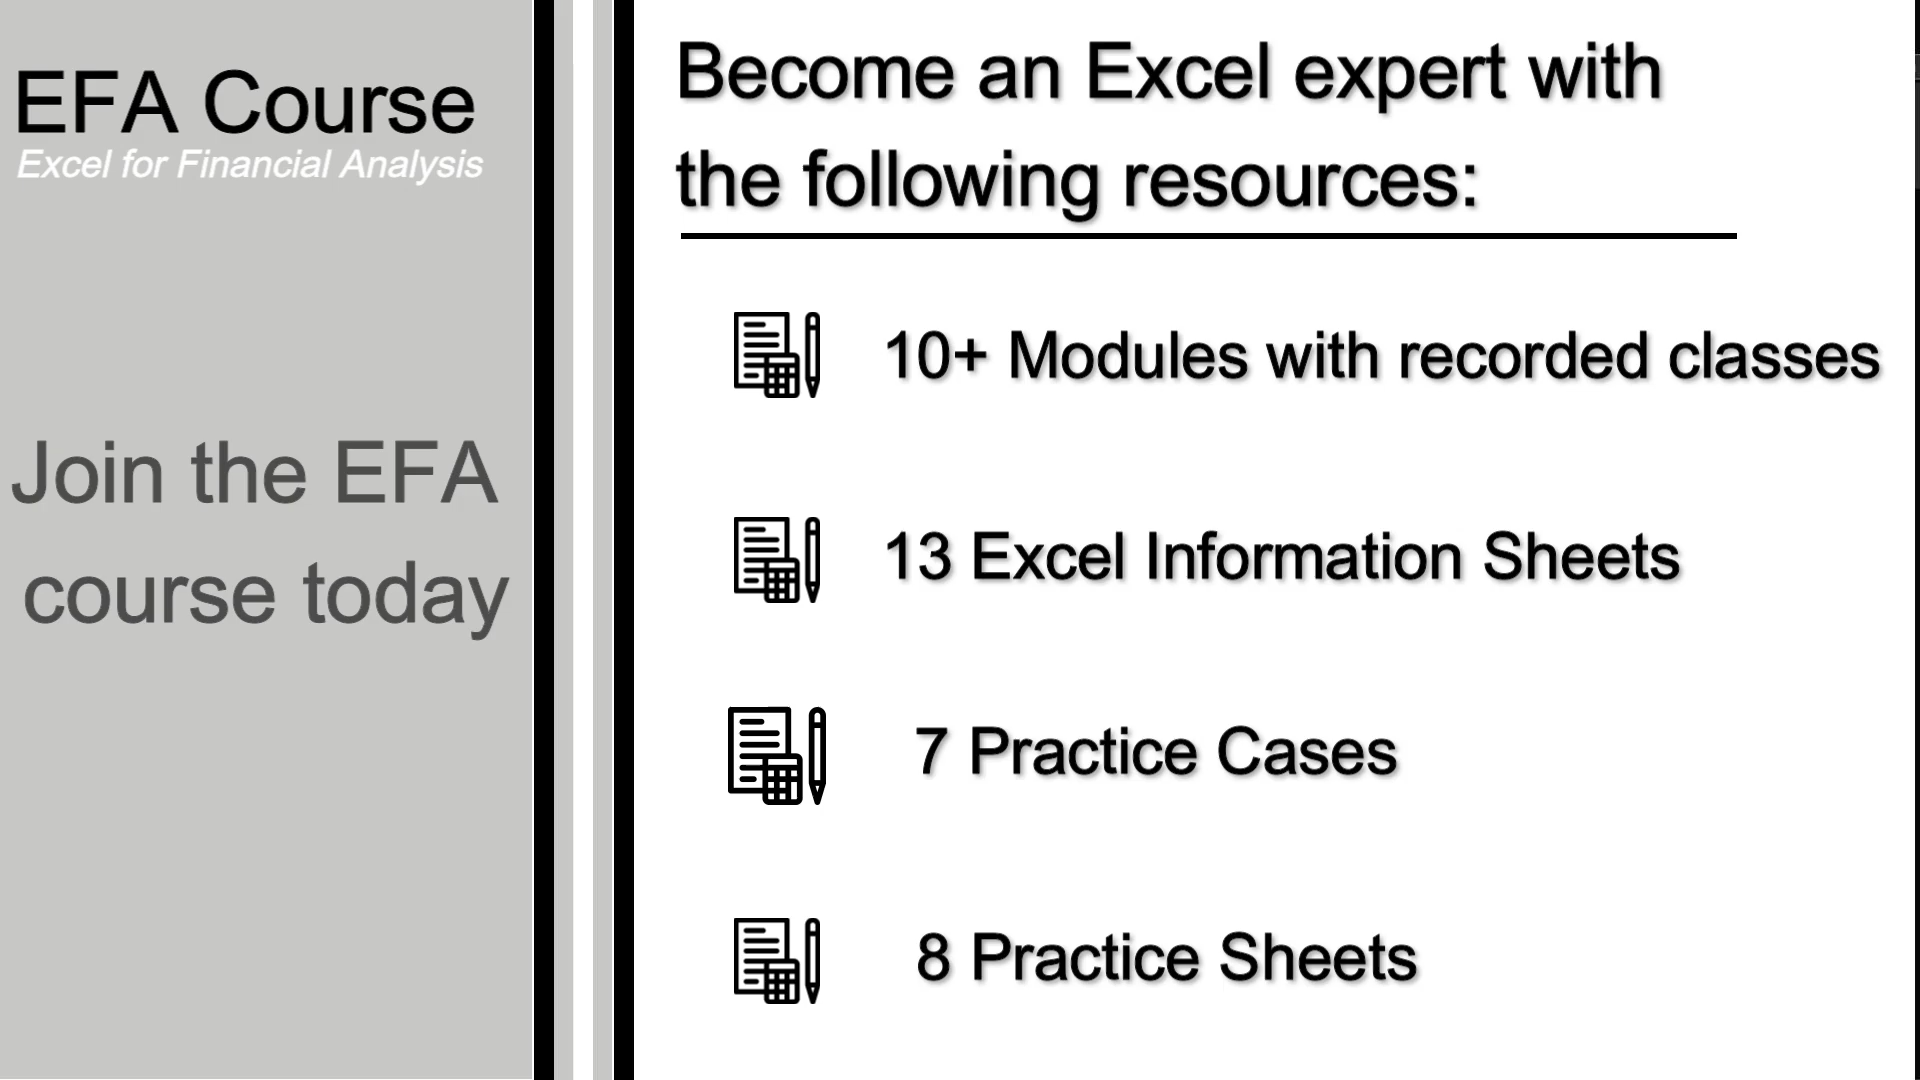 EFA Course
Excel for Financial Analysis
Join the EFA
course today
Become an Excel expert with
the following resources:
10+ Modules with recorded classes
13 Excel Information Sheets
7 Practice Cases
8 Practice Sheets